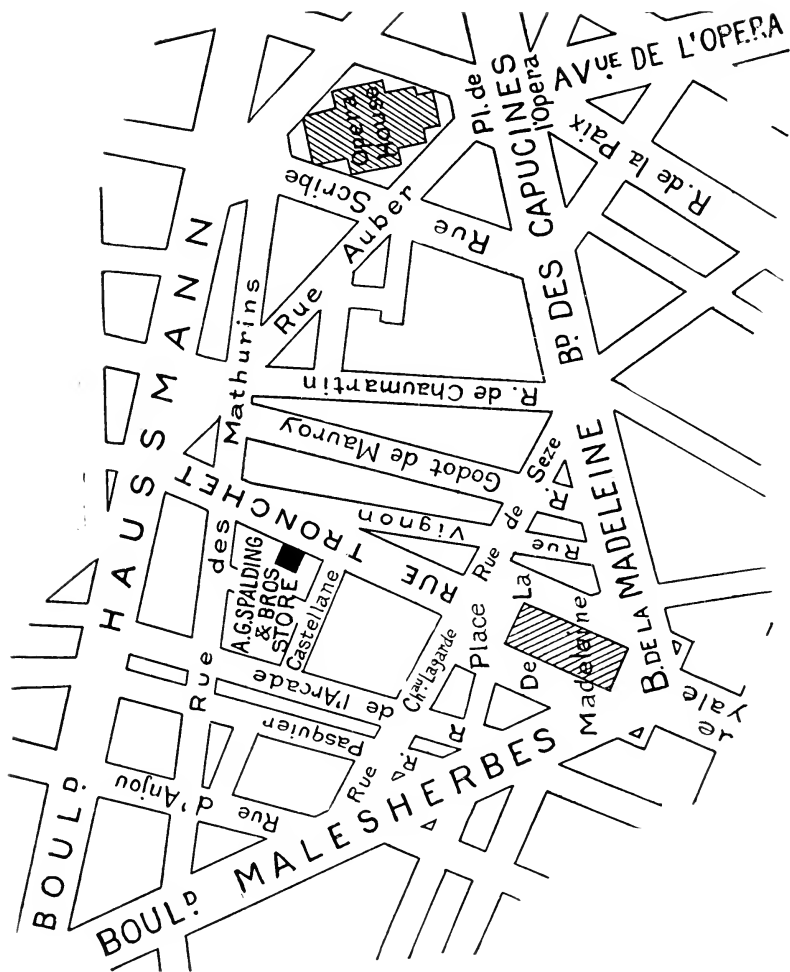 AVUE. DE L'OPERA
Pl. de
l'opera
BD. DES CAPUCINES
R. de la Paix
Opera
House
Rue
Scribe
Rue Auber
BOULD. HAUSSMANN
Rue des Mathurins
R. de Chaumartin
Godot de Mauroy
Vignon
RUE TRONCHET
R. Seze
Rue de
Rue
B. DE LA MADELEINE
A.G. SPALDING
& BROS.
STORE
Castellane
Chau. Lagarde
Place
De La
Madeleine
de l'Arcade
Rue Pasquier
Rue d'Anjou
R.
R
yale
BOULD. MALESHERBES